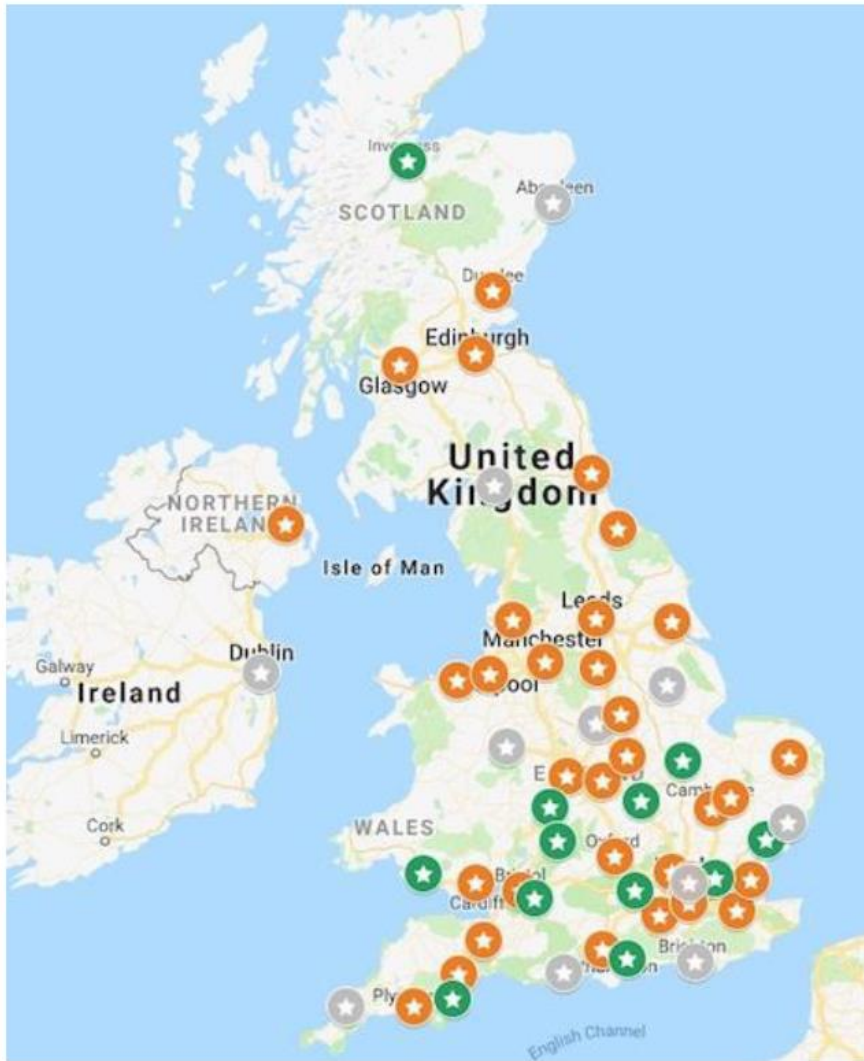 SCOTLAND
Edinburgh
Glasgow
United
Kingdom
NORTHERN
Isle of Man
Leeds
Manchester
Dublin
Galway
Ireland
Limerick
Cork
WALES
Oxford
Bristol
Cardiff
Brighton
English Channel